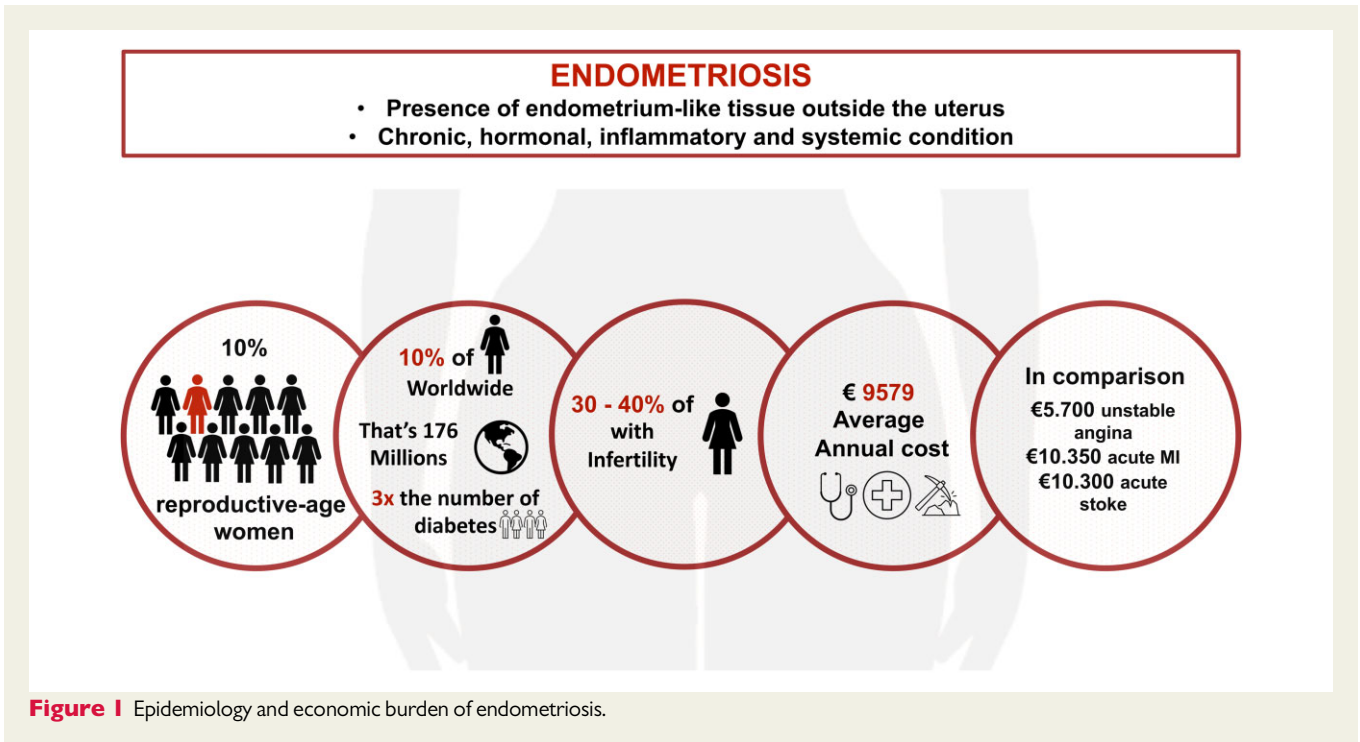 ENDOMETRIOSIS
• Presence of endometrium-like tissue outside the uterus
• Chronic, hormonal, inflammatory and systemic condition
10%
reproductive-age
women
10% of
Worldwide
That's 176
Millions
3x the number of
diabetes
30 - 40% of
with
Infertility
€ 9579
Average
Annual cost
In comparison
€5.700 unstable
angina
€10.350 acute MI
€10.300 acute
stoke
Figure 1 Epidemiology and economic burden of endometriosis.